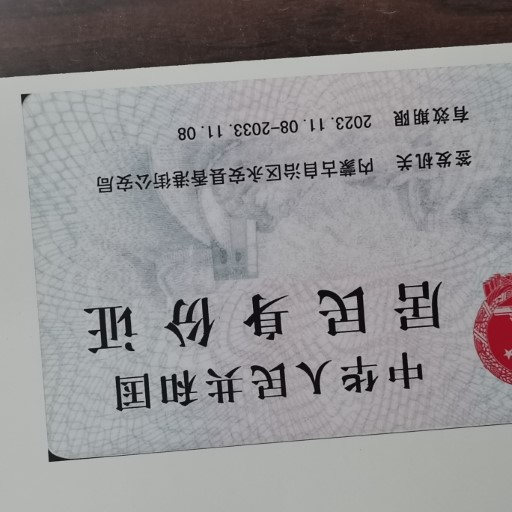 中华人民共和国
居民身份证
签发机关 内蒙古自治区永安县香港街公安局
有效期限 2023.11.08-2033.11.08